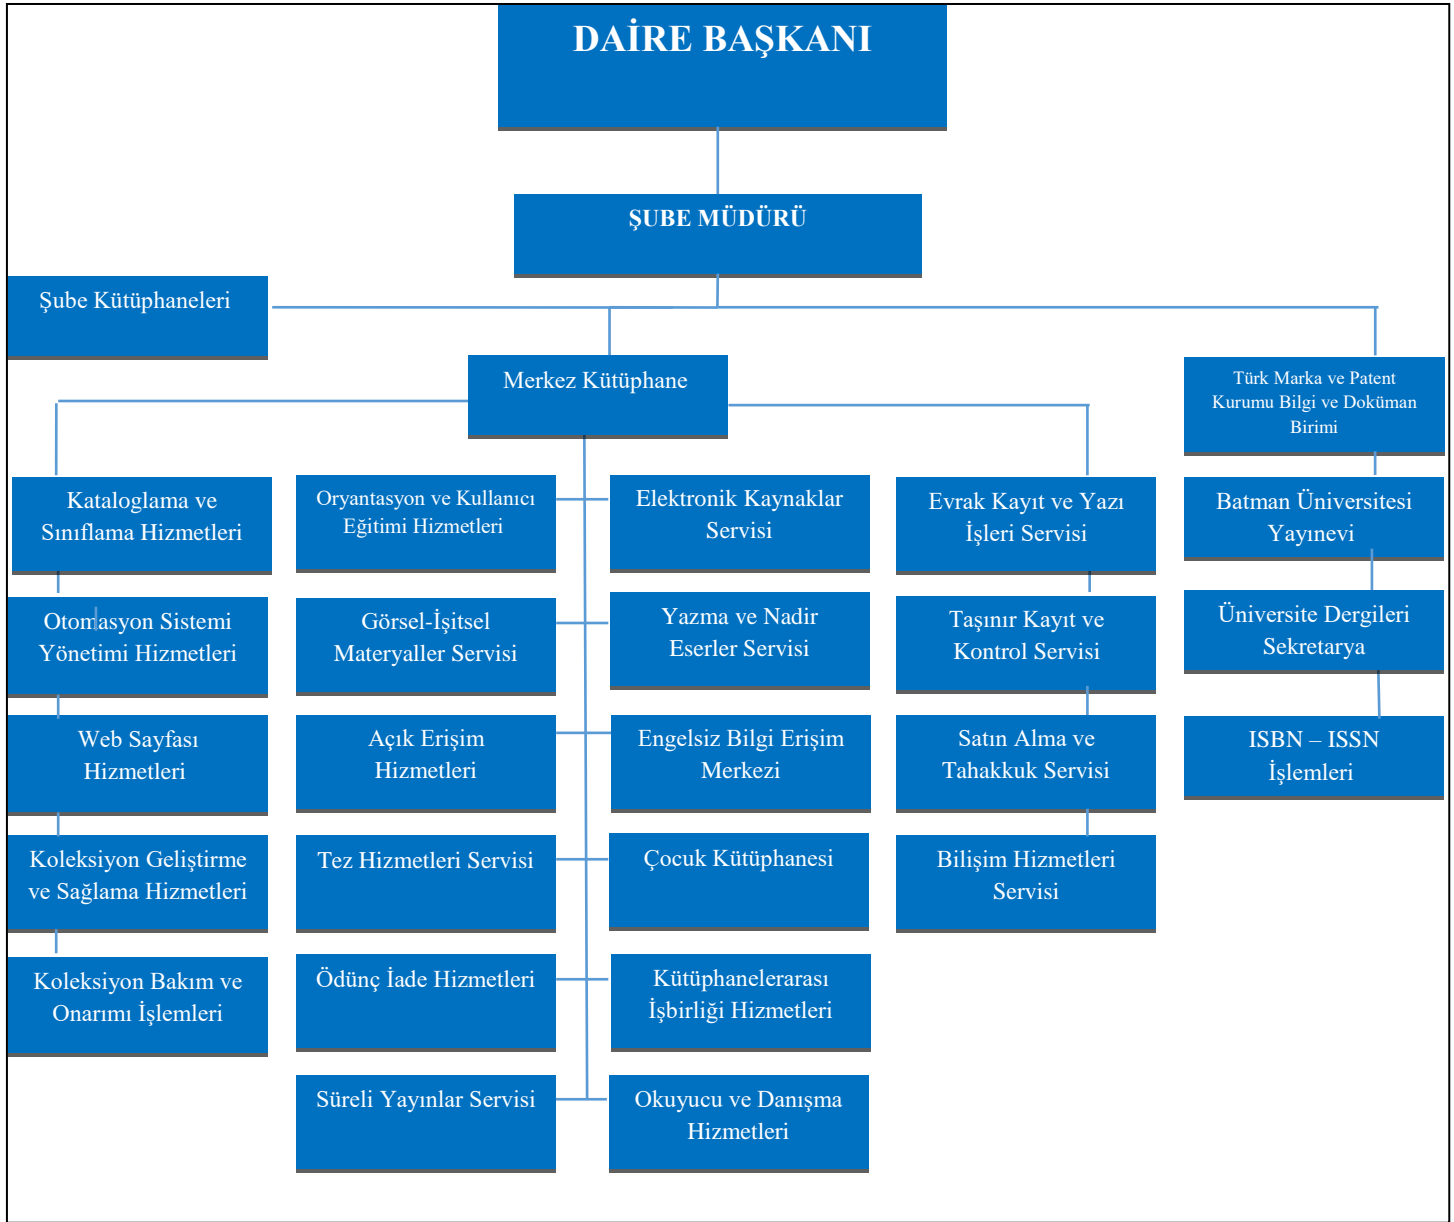 DAİRE BAŞKANI
ŞUBE MÜDÜRÜ
Şube Kütüphaneleri
Merkez Kütüphane
Türk Marka ve Patent
Kurumu Bilgi ve Doküman
Birimi
Kataloglama ve
Sınıflama Hizmetleri
Oryantasyon ve Kullanıcı
Eğitimi Hizmetleri
Elektronik Kaynaklar
Servisi
Evrak Kayıt ve Yazı
İşleri Servisi
Batman Üniversitesi
Yayınevi
Otomasyon Sistemi
Yönetimi Hizmetleri
Görsel-İşitsel
Materyaller Servisi
Yazma ve Nadir
Eserler Servisi
Taşınır Kayıt ve
Kontrol Servisi
Üniversite Dergileri
Sekretarya
Web Sayfası
Hizmetleri
Açık Erişim
Hizmetleri
Engelsiz Bilgi Erişim
Merkezi
Satın Alma ve
Tahakkuk Servisi
ISBN – ISSN
İşlemleri
Koleksiyon Geliştirme
ve Sağlama Hizmetleri
Tez Hizmetleri Servisi
Çocuk Kütüphanesi
Bilişim Hizmetleri
Servisi
Koleksiyon Bakım ve
Onarımı İşlemleri
Ödünç İade Hizmetleri
Kütüphanelerarası
İşbirliği Hizmetleri
Süreli Yayınlar Servisi
Okuyucu ve Danışma
Hizmetleri